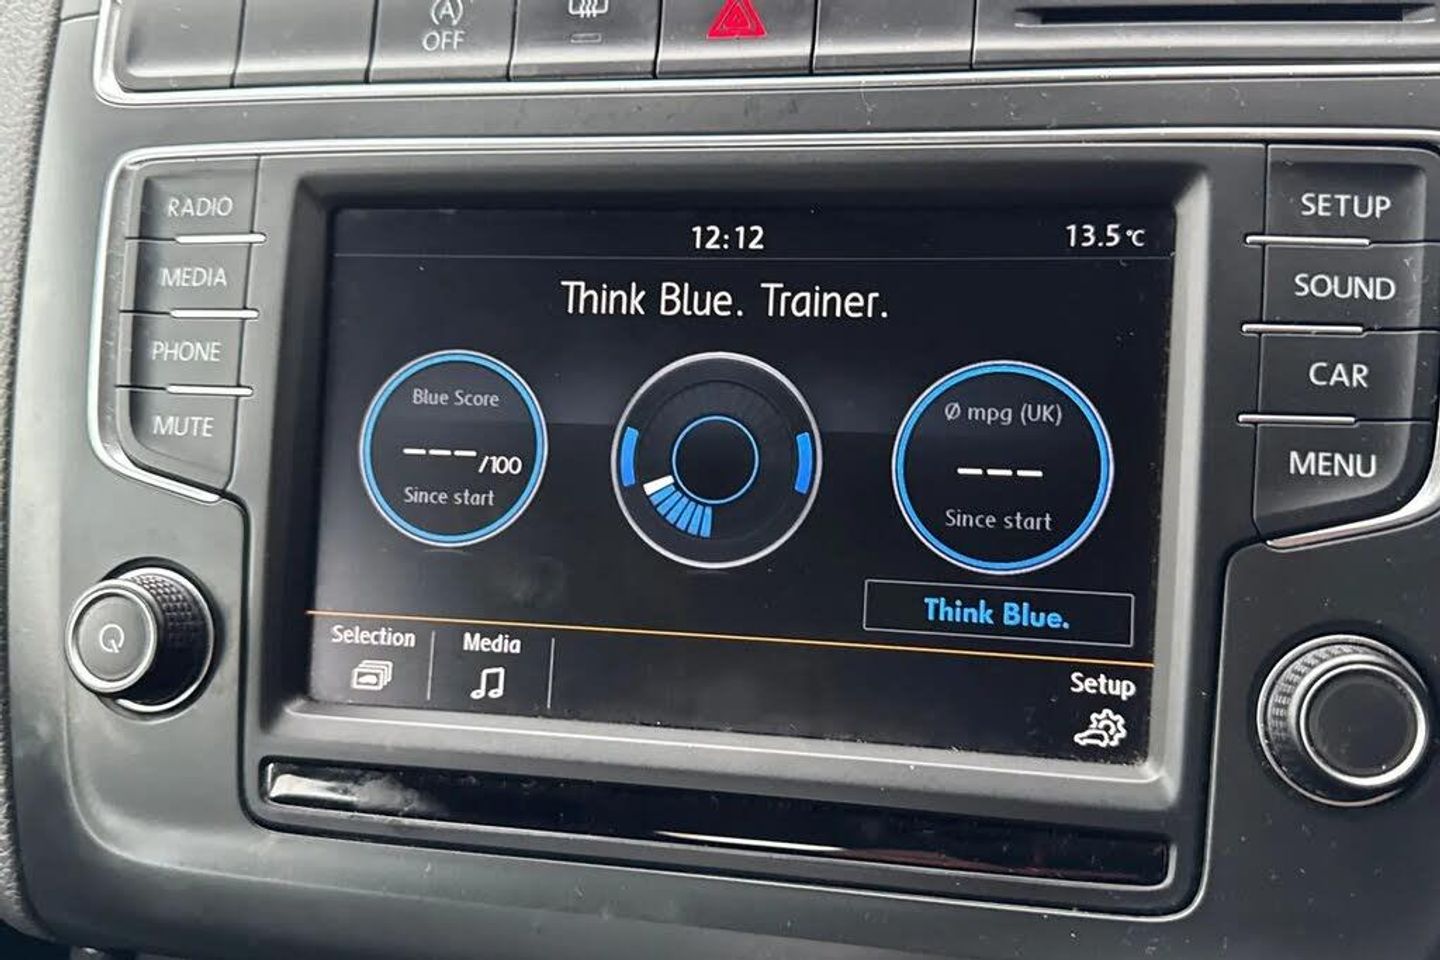 (A)
OFF
RADIO
MEDIA
PHONE
MUTE
12:12
13.5°C
Think Blue. Trainer.
Blue Score
---/100
Since start
Ø mpg (UK)
---
Since start
Think Blue.
Selection
Media
Setup
SETUP
SOUND
CAR
MENU